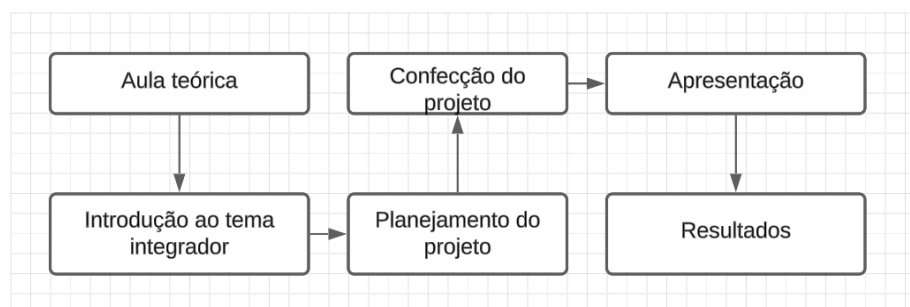 Aula teórica
Introdução ao tema
integrador
Planejamento do
projeto
Confecção do
projeto
Apresentação
Resultados